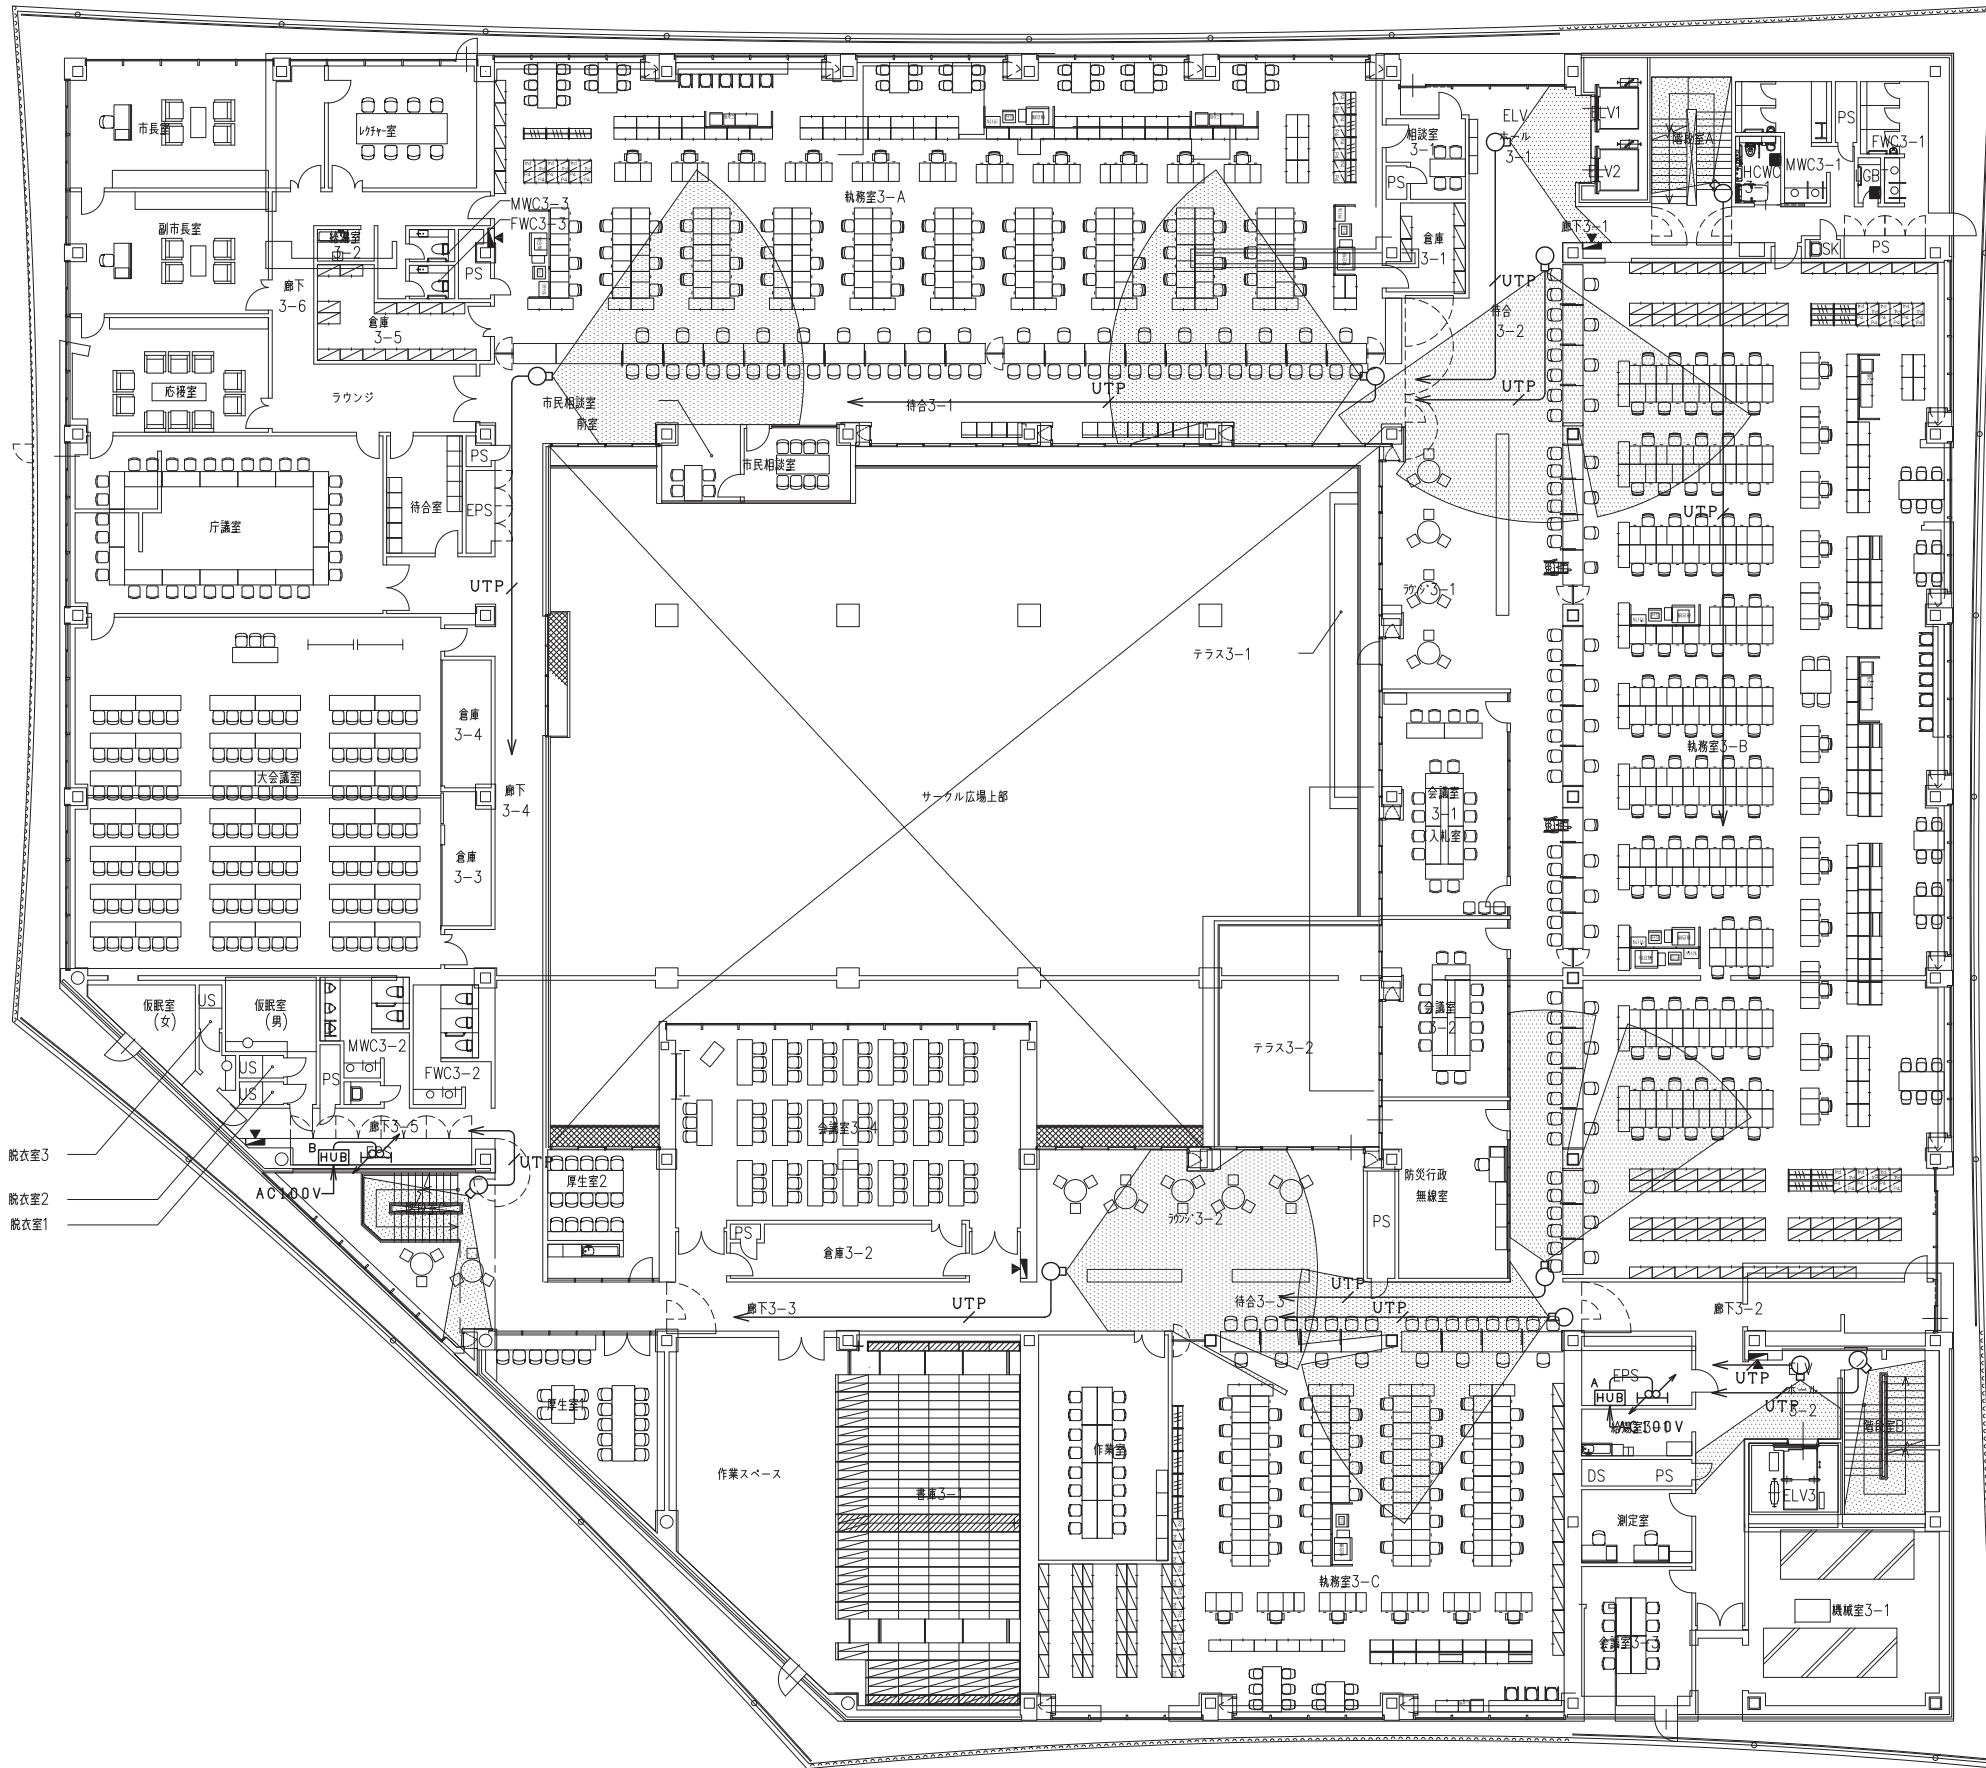 市長室
レクチャー室
執務室3-A
相談室
3-1
PS
ELV
ホール
3-1
ELV1
階段室A
HCWC
3-1
MWC3-1
PS
FWC3-1
GB
副市長室
3-2
MWC3-3
FWC3-3
PS
倉庫
3-1
廊下3-1
SK
PS
廊下
3-6
倉庫
3-5
UTP
待合
3-2
応接室
ラウンジ
市民相談室
前室
UTP
待合3-1
UTP
PS
市民相談室
待合室
EPS
庁議室
UTP
UTP
ラウンジ3-1
テラス3-1
倉庫
3-4
大会議室
廊下
3-4
サークル広場上部
会議室
3-1
入札室
執務室3-B
倉庫
3-3
仮眠室
(女)
US
仮眠室
(男)
MWC3-2
FWC3-2
US
US
PS
テラス3-2
会議室
3-2
廊下3-5
会議室3-4
脱衣室3
B
HUB
UTP
AC100V
厚生室2
脱衣室2
脱衣室1
PS
倉庫3-2
ラウンジ3-2
防災行政
無線室
PS
廊下3-3
UTP
待合3-3
UTP
UTP
廊下3-2
厚生室1
作業スペース
書庫3-1
作業室
執務室3-C
EPS
A
HUB
UTP
ELV
UTP
3-2
階段室B
DS
PS
ELV3
測定室
会議室3-3
機械室3-1